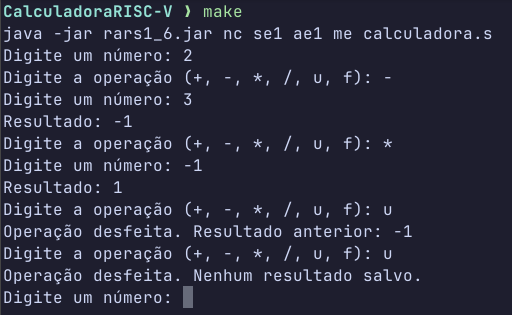 CalculadoraRISC-V ❯ make
java -jar rars1_6.jar nc se1 ae1 me calculadora.s
Digite um número: 2
Digite a operação (+, -, *, /, u, f): -
Digite um número: 3
Resultado: -1
Digite a operação (+, -, *, /, u, f): *
Digite um número: -1
Resultado: 1
Digite a operação (+, -, *, /, u, f): u
Operação desfeita. Resultado anterior: -1
Digite a operação (+, -, *, /, u, f): u
Operação desfeita. Nenhum resultado salvo.
Digite um número: